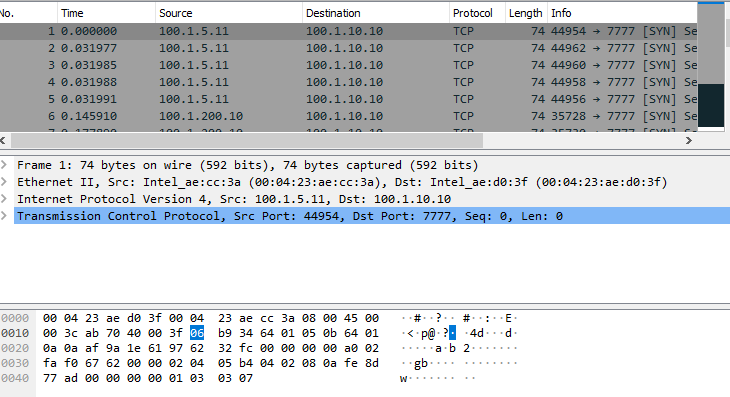 No. Time Source Destination Protocol Length Info
1 0.000000 100.1.5.11 100.1.10.10 TCP 74 44954 → 7777 [SYN] Se
2 0.031977 100.1.5.11 100.1.10.10 TCP 74 44962 → 7777 [SYN] Se
3 0.031985 100.1.5.11 100.1.10.10 TCP 74 44960 → 7777 [SYN] Se
4 0.031988 100.1.5.11 100.1.10.10 TCP 74 44958 → 7777 [SYN] Se
5 0.031991 100.1.5.11 100.1.10.10 TCP 74 44956 → 7777 [SYN] Se
6 0.145910 100.1.200.10 100.1.10.10 TCP 74 35728 → 7777 [SYN] Se
Frame 1: 74 bytes on wire (592 bits), 74 bytes captured (592 bits)
Ethernet II, Src: Intel_ae:cc:3a (00:04:23:ae:cc:3a), Dst: Intel_ae:d0:3f (00:04:23:ae:d0:3f)
Internet Protocol Version 4, Src: 100.1.5.11, Dst: 100.1.10.10
Transmission Control Protocol, Src Port: 44954, Dst Port: 7777, Seq: 0, Len: 0
0000 00 04 23 ae d0 3f 00 04 23 ae cc 3a 08 00 45 00 ··#··?·· #··:··E·
0010 00 3c ab 70 40 00 3f 06 b9 34 64 01 05 0b 64 01 ·<·p@·?· ·4d···d·
0020 0a 0a af 9a 1e 61 97 62 32 fc 00 00 00 00 a0 02 ·····a·b 2·······
0030 fa f0 67 62 00 00 02 04 05 b4 04 02 08 0a fe 8d ··gb···· ········
0040 77 ad 00 00 00 00 01 03 03 07 w······· ··